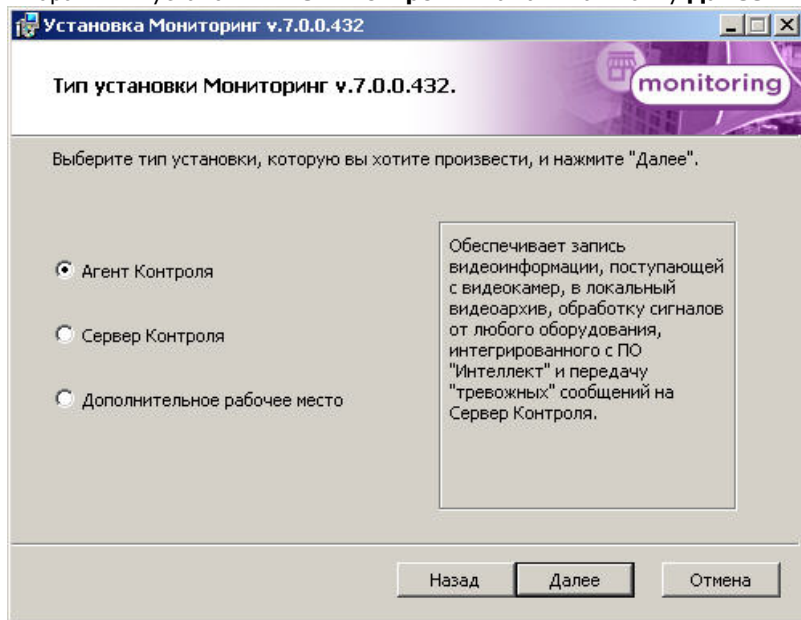 Установка Мониторинг v.7.0.0.432
Тип установки Мониторинг v.7.0.0.432.
monitoring
Выберите тип установки, которую вы хотите произвести, и нажмите "Далее".
Агент Контроля
Сервер Контроля
Дополнительное рабочее место
Обеспечивает запись
видеоинформации, поступающей
с видеокамер, в локальный
видеоархив, обработку сигналов
от любого оборудования,
интегрированного с ПО
"Интеллект" и передачу
"тревожных" сообщений на
Сервер Контроля.
Назад
Далее
Отмена